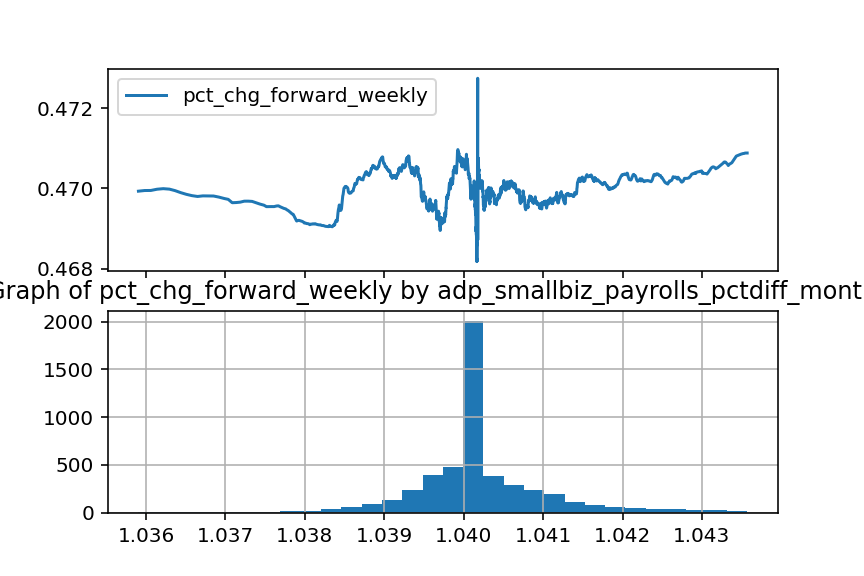 0.472
pct_chg_forward_weekly
0.470
0.468
Graph of pct_chg_forward_weekly by adp_smallbiz_payrolls_pctdiff_mont
2000
1500
1000
500
0
1.036 1.037 1.038 1.039 1.040 1.041 1.042 1.043